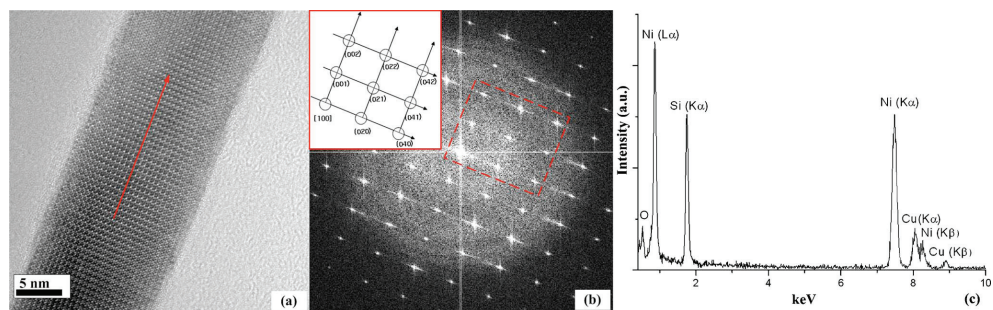 5 nm
(a)
(002)
(022)
(042)
(001)
(021)
(041)
[100]
(020)
(040)
(b)
Ni (Lα)
Si (Kα)
Ni (Kα)
O
Cu(Kα)
Ni (Kβ)
Cu (Kβ)
Intensity (a.u.)
2
4
6
8
10
keV
(c)